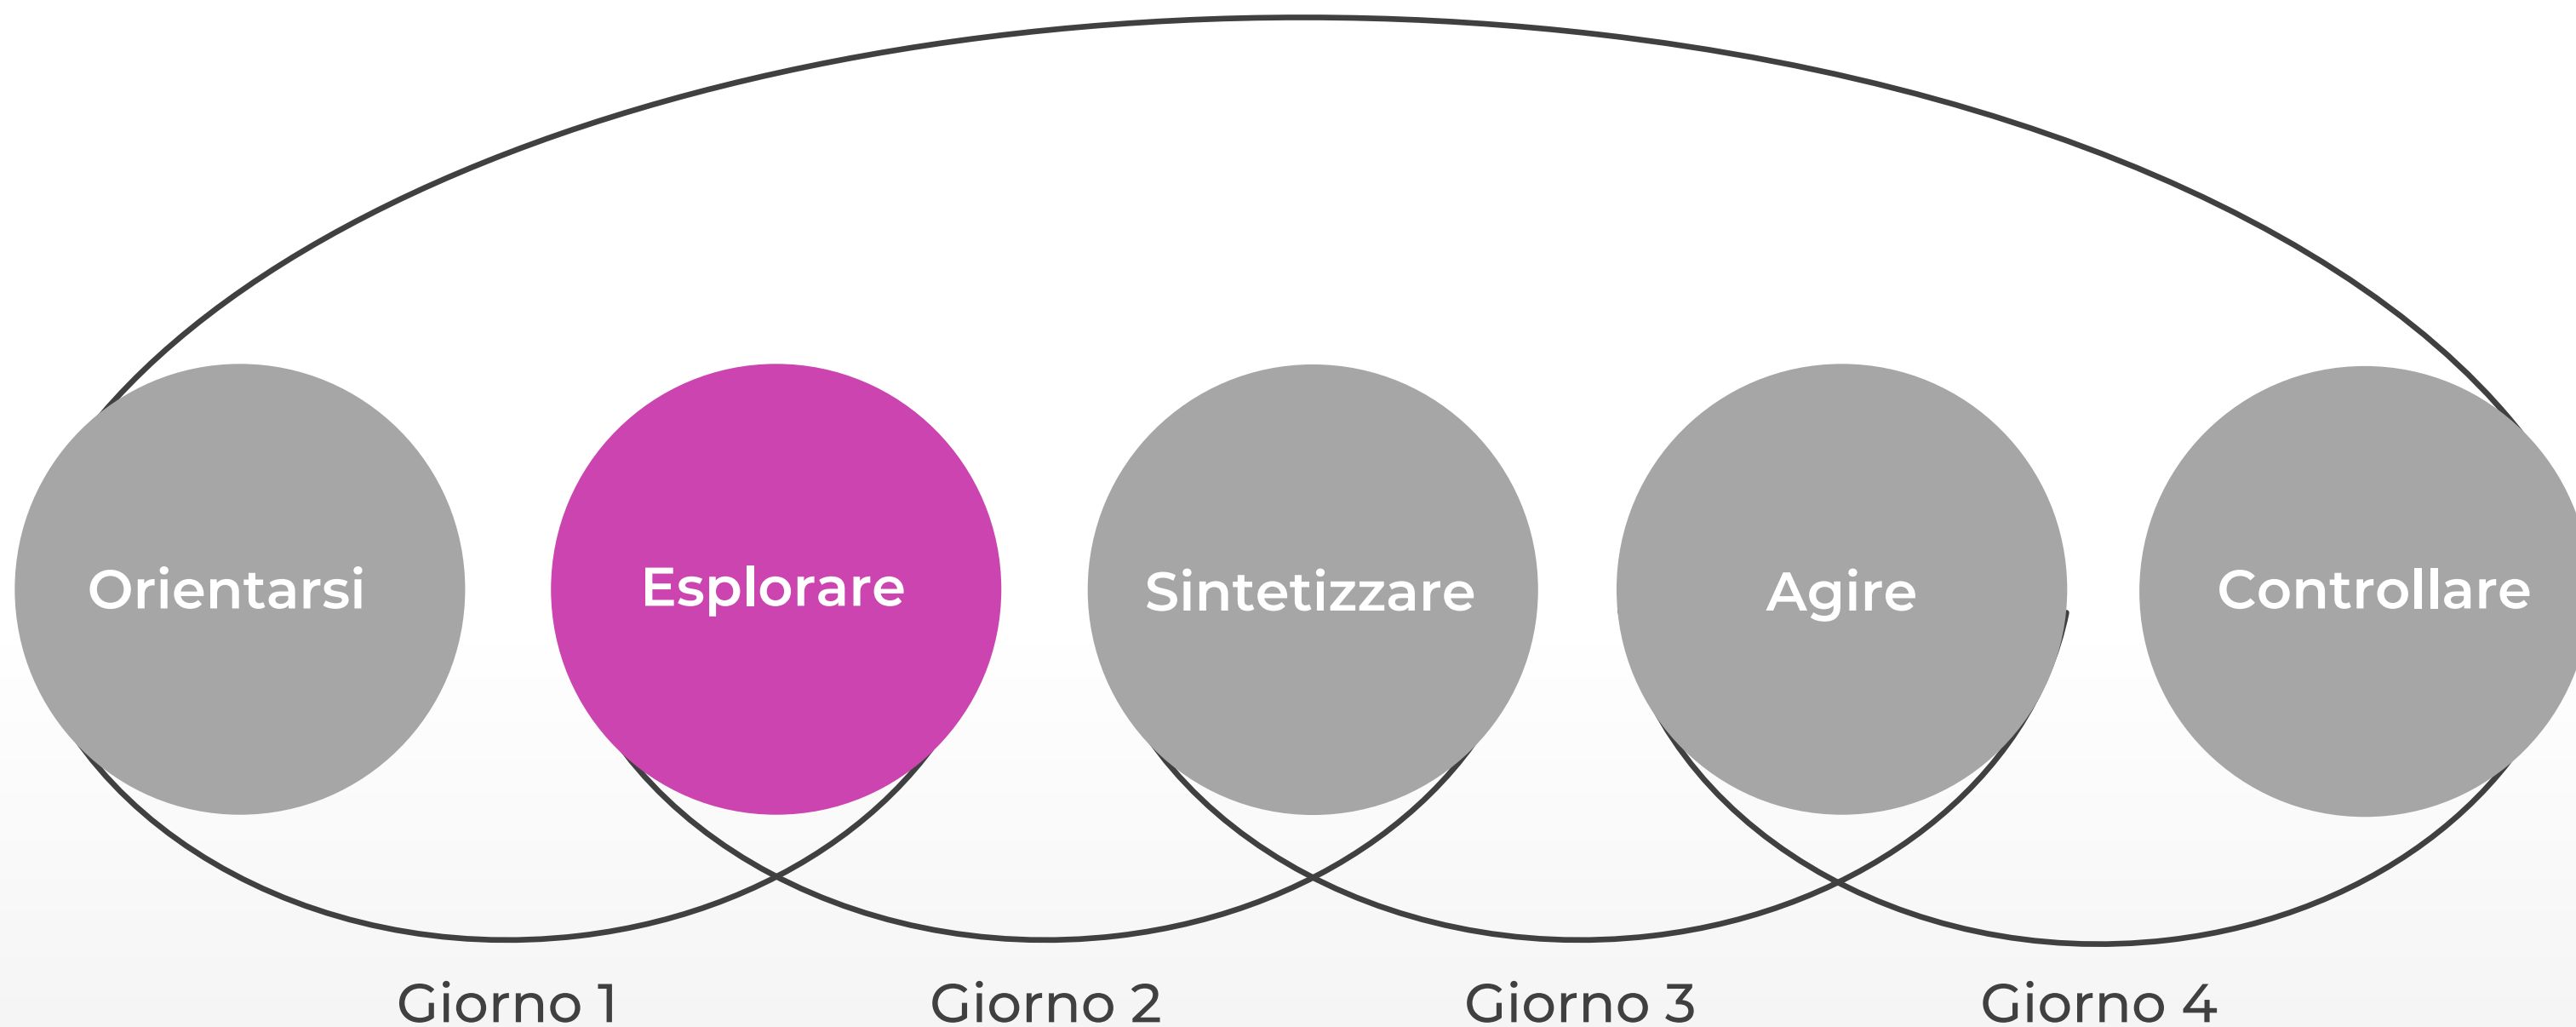 Orientarsi
Esplorare
Sintetizzare
Agire
Controllare
Giorno 1
Giorno 2
Giorno 3
Giorno 4